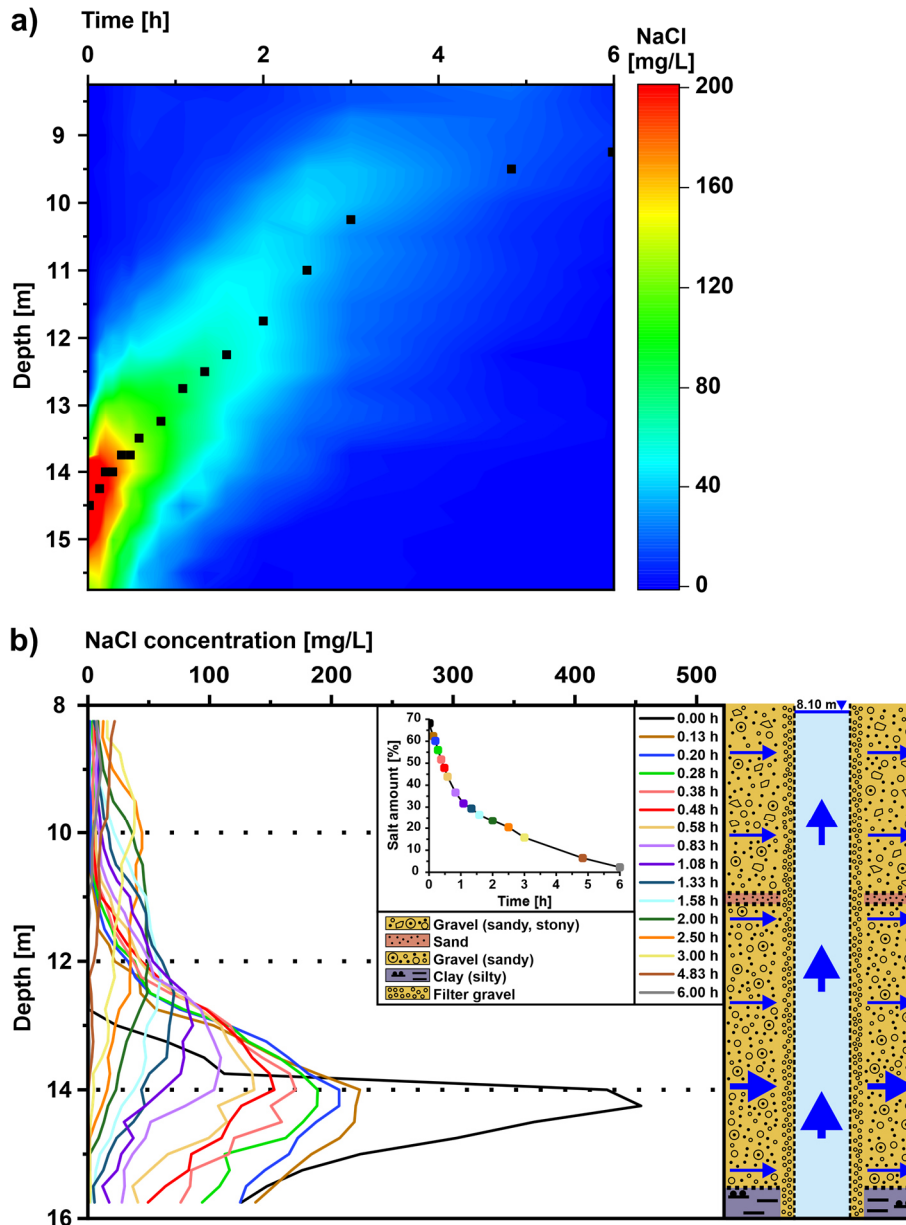 a)
Time [h]
0
2
4
6
NaCl
[mg/L]
Depth [m]
9
10
11
12
13
14
15
200
160
120
80
40
0
b)
NaCl concentration [mg/L]
0
100
200
300
400
500
Depth [m]
8
10
12
14
16
Salt amount [%]
70
60
50
40
30
20
10
0
0
1
2
3
4
5
6
Time [h]
Gravel (sandy, stony)
Sand
Gravel (sandy)
Clay (silty)
Filter gravel
0.00 h
0.13 h
0.20 h
0.28 h
0.38 h
0.48 h
0.58 h
0.83 h
1.08 h
1.33 h
1.58 h
2.00 h
2.50 h
3.00 h
4.83 h
6.00 h
8.10 m